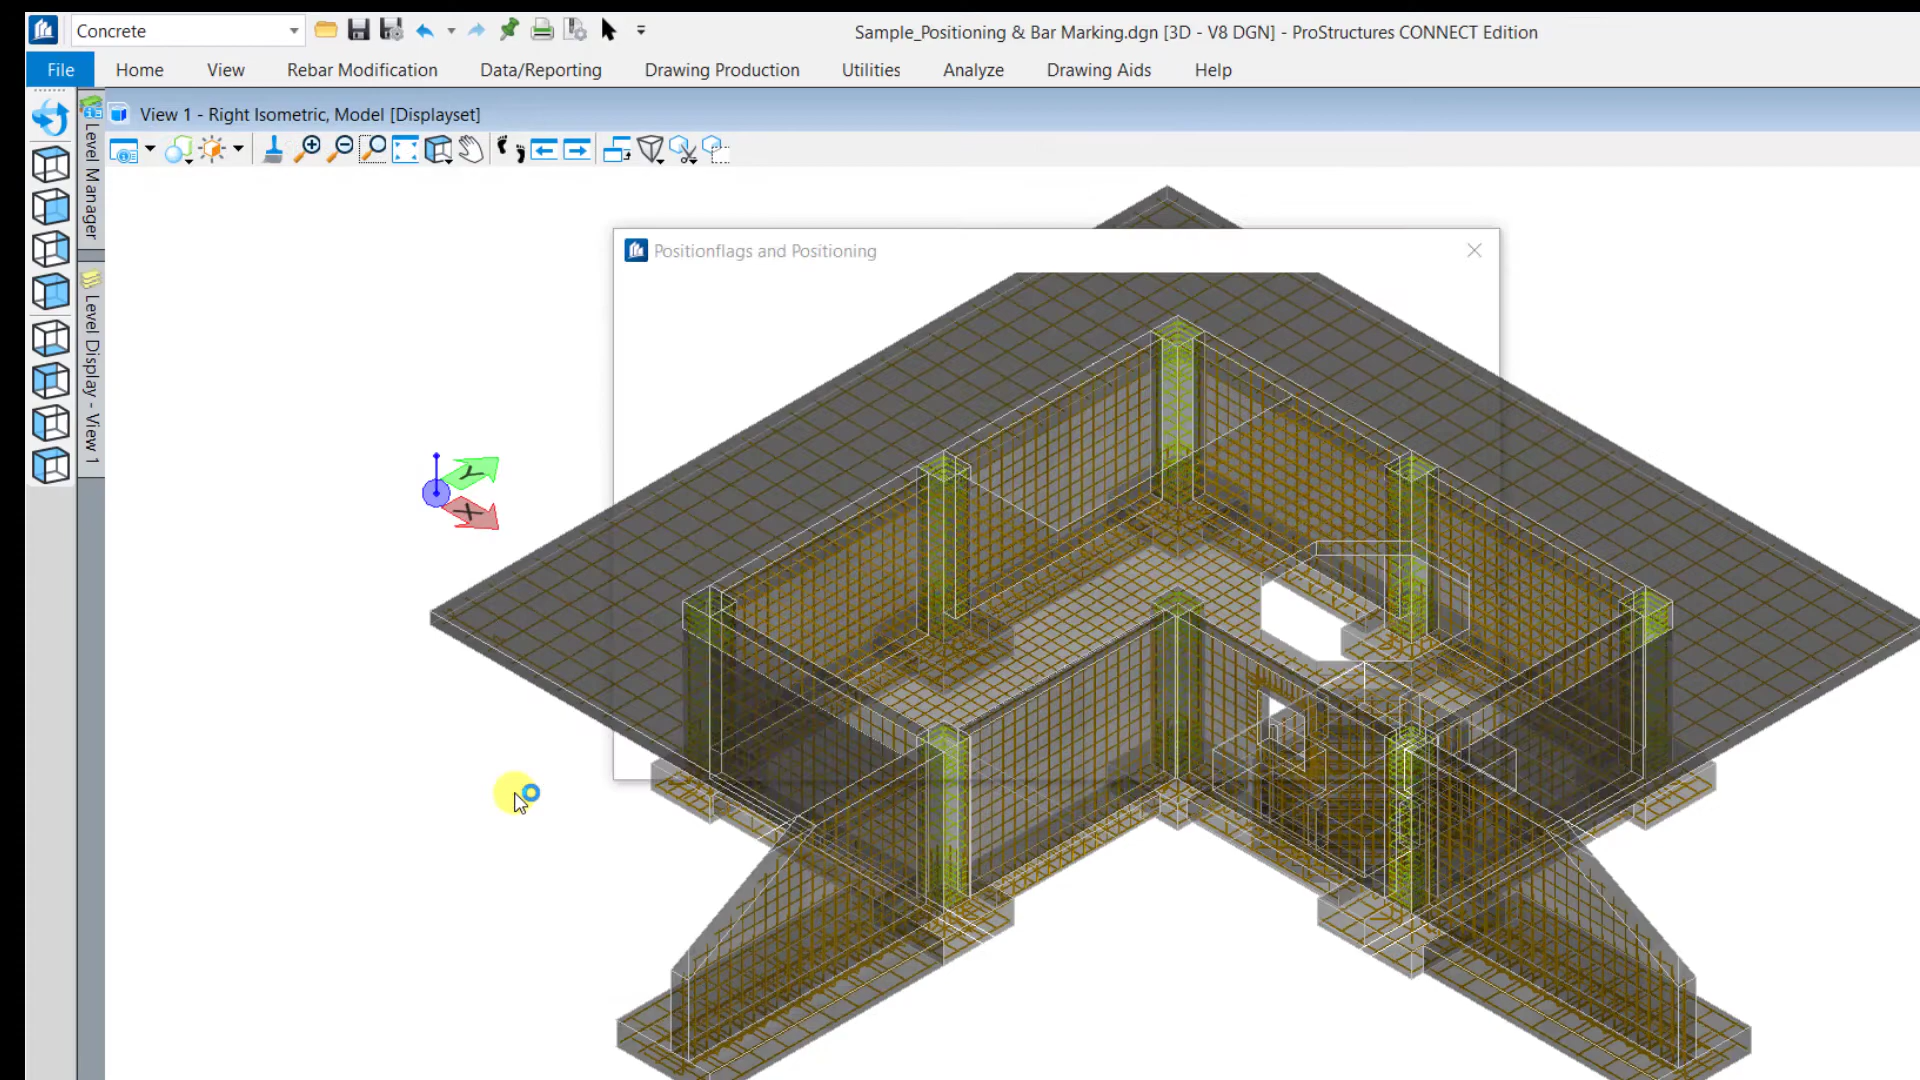 Concrete
Sample_Positioning & Bar Marking.dgn [3D - V8 DGN] - ProStructures CONNECT Edition
File Home View Rebar Modification Data/Reporting Drawing Production Utilities Analyze Drawing Aids Help
View 1 - Right Isometric, Model [Displayset]
Level Manager
Level Display - View 1
Positionflags and Positioning
Y
X